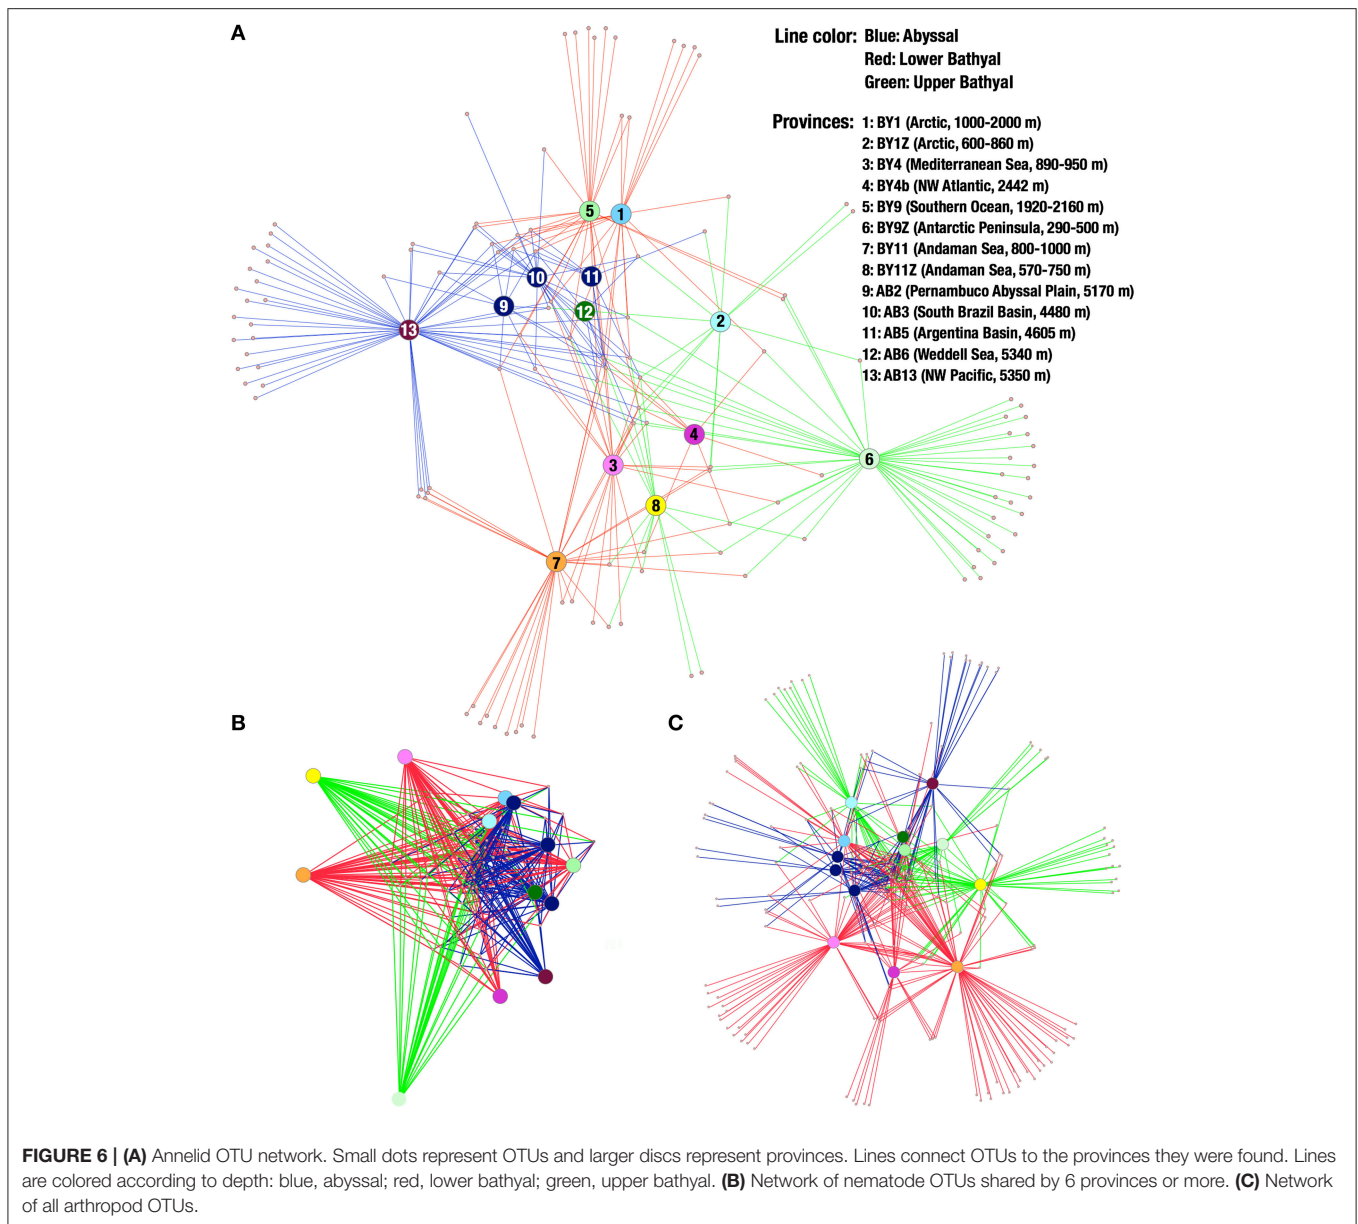 A
Line color: Blue: Abyssal
Red: Lower Bathyal
Green: Upper Bathyal
Provinces: 1: BY1 (Arctic, 1000-2000 m)
2: BY1Z (Arctic, 600-860 m)
3: BY4 (Mediterranean Sea, 890-950 m)
4: BY4b (NW Atlantic, 2442 m)
5: BY9 (Southern Ocean, 1920-2160 m)
6: BY9Z (Antarctic Peninsula, 290-500 m)
7: BY11 (Andaman Sea, 800-1000 m)
8: BY11Z (Andaman Sea, 570-750 m)
9: AB2 (Pernambuco Abyssal Plain, 5170 m)
10: AB3 (South Brazil Basin, 4480 m)
11: AB5 (Argentina Basin, 4605 m)
12: AB6 (Weddell Sea, 5340 m)
13: AB13 (NW Pacific, 5350 m)
5
1
10
11
9
12
2
13
4
3
6
8
7
B
C
FIGURE 6 | (A) Annelid OTU network. Small dots represent OTUs and larger discs represent provinces. Lines connect OTUs to the provinces they were found. Lines
are colored according to depth: blue, abyssal; red, lower bathyal; green, upper bathyal. (B) Network of nematode OTUs shared by 6 provinces or more. (C) Network
of all arthropod OTUs.